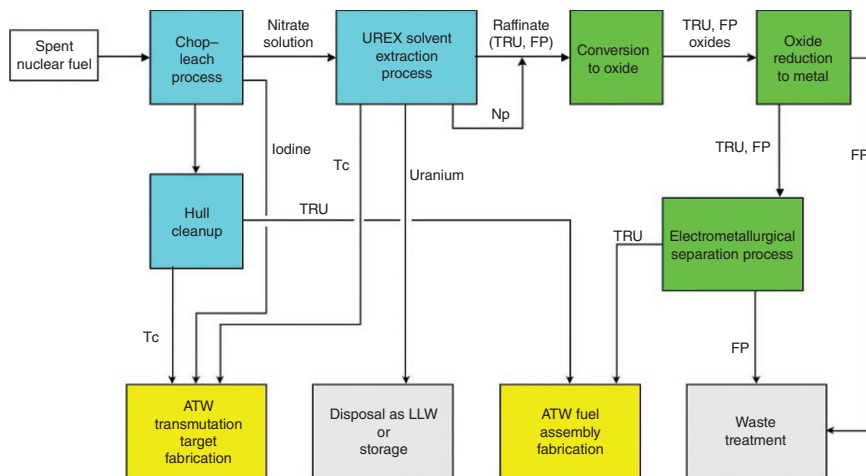 Spent
nuclear fuel
Chop–
leach
process
Nitrate
solution
UREX solvent
extraction
process
Raffinate
(TRU, FP)
Conversion
to oxide
TRU, FP
oxides
Oxide
reduction
to metal
Np
Iodine
Tc
Uranium
TRU, FP
FP
Hull
cleanup
TRU
TRU
Electrometallurgical
separation process
Tc
FP
ATW
transmutation
target
fabrication
Disposal as LLW
or
storage
ATW fuel
assembly
fabrication
Waste
treatment